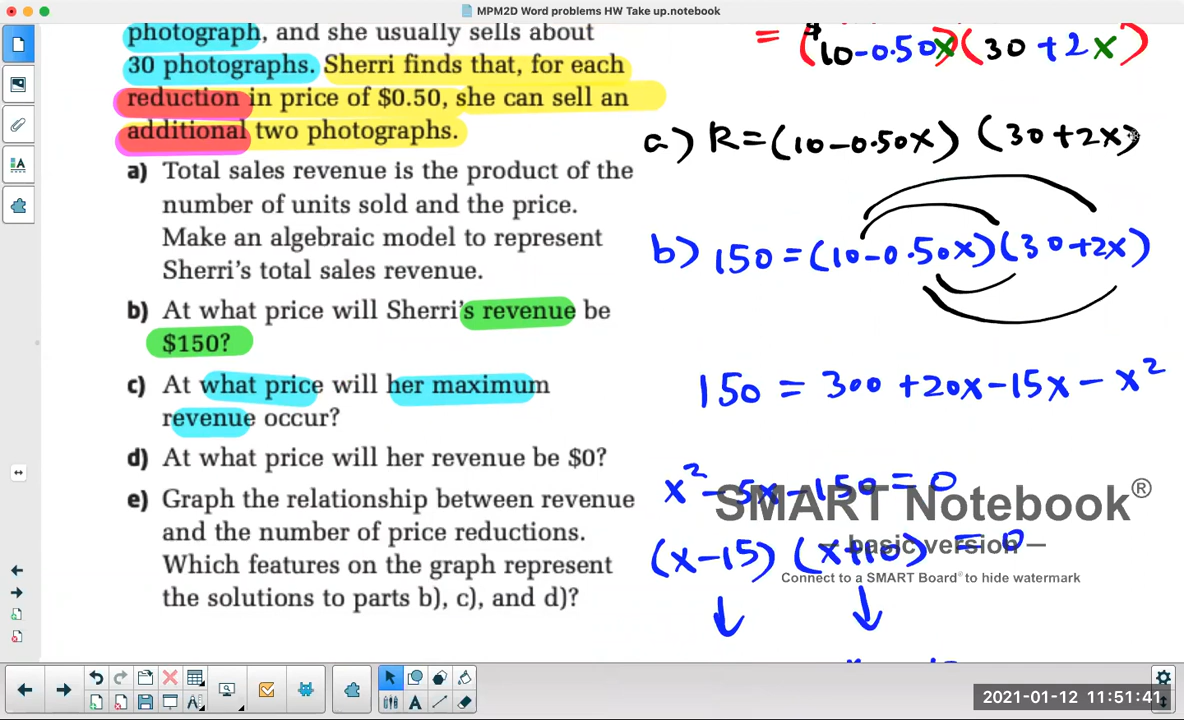 MPM2D Word problems HW Take up.notebook
photograph, and she usually sells about
30 photographs. Sherri finds that, for each
reduction in price of $0.50, she can sell an
additional two photographs.
a) Total sales revenue is the product of the
number of units sold and the price.
Make an algebraic model to represent
Sherri's total sales revenue.
b) At what price will Sherri's revenue be
$150?
c) At what price will her maximum
revenue occur?
d) At what price will her revenue be $0?
e) Graph the relationship between revenue
and the number of price reductions.
Which features on the graph represent
the solutions to parts b), c), and d)?
= (10-0.50x)(30+2x)
a) R=(10-0.50x) (30+2x)
b) 150=(10-0.50x)(30+2x)
150 = 300 +20x-15x-x²
x²-5x-150=0
(x-15) (x+10) = 0
SMART Notebook®
— basic version —
Connect to a SMART Board® to hide watermark
2021-01-12 11:51:41